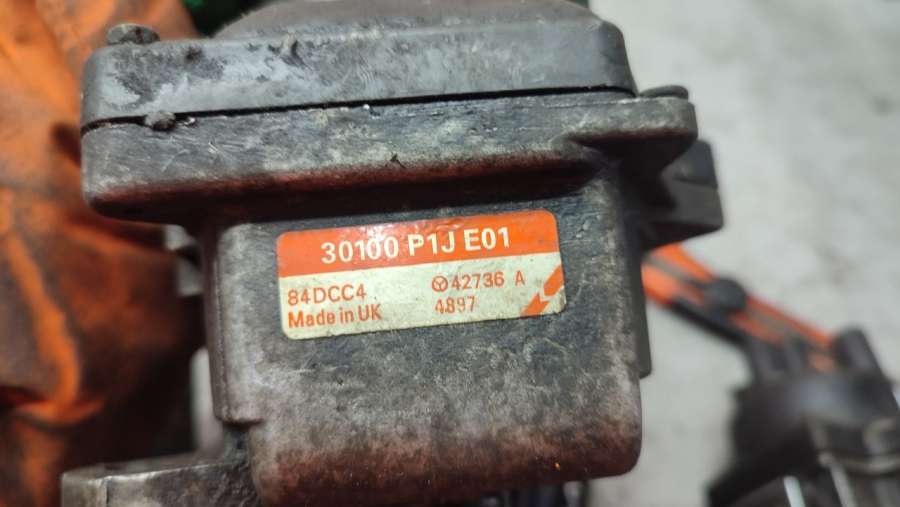 30100 P1J E01
84DCC4 42736 A
Made in UK 4897